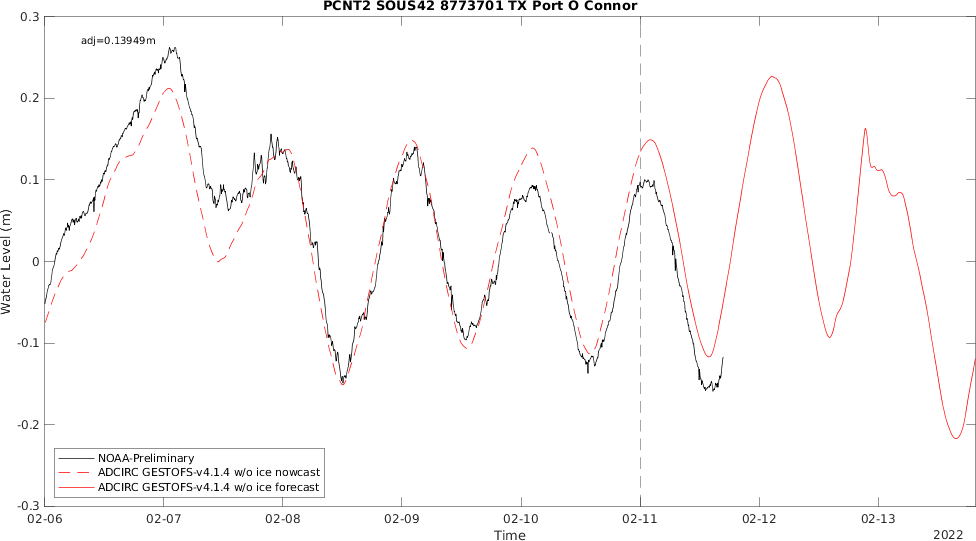 PCNT2 SOUS42 8773701 TX Port O Connor
adj=0.13949m
0.3
0.2
0.1
0
-0.1
-0.2
-0.3
Water Level (m)
NOAA-Preliminary
ADCIRC GESTOFS-v4.1.4 w/o ice nowcast
ADCIRC GESTOFS-v4.1.4 w/o ice forecast
02-06 02-07 02-08 02-09 02-10 02-11 02-12 02-13
Time
2022